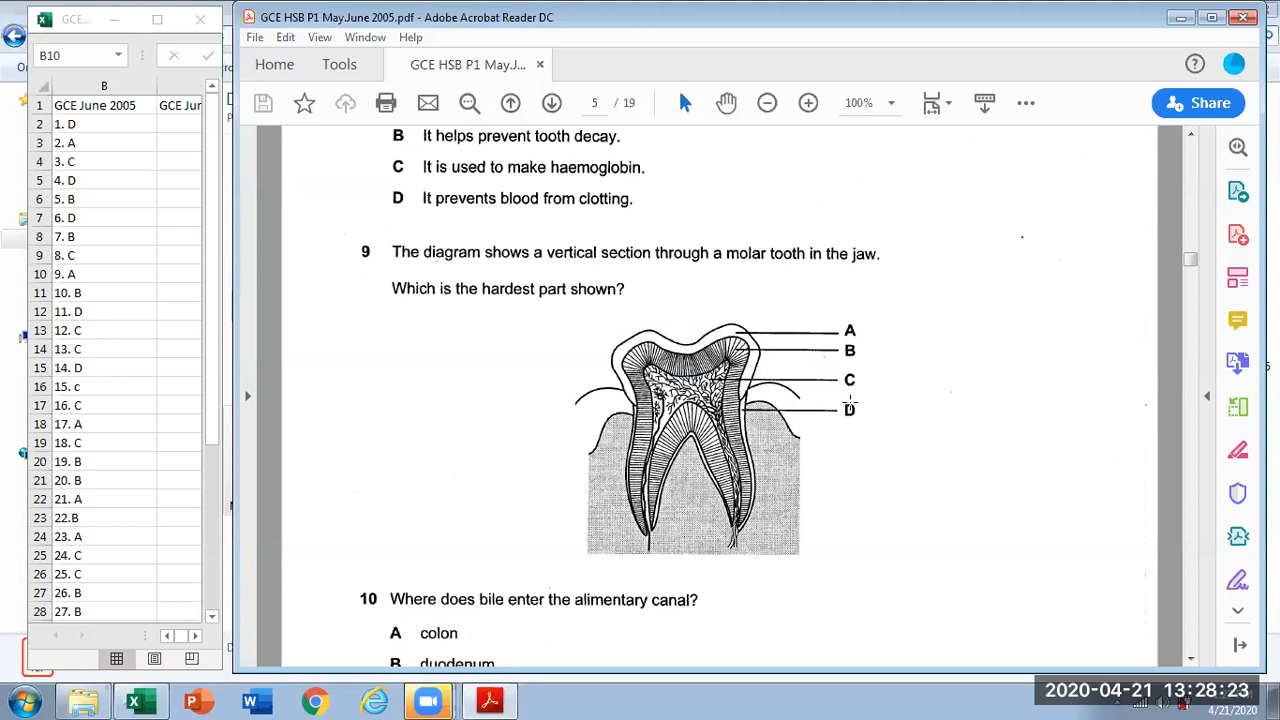 GCE...
GCE HSB P1 May.June 2005.pdf - Adobe Acrobat Reader DC
File Edit View Window Help
B10
Home Tools GCE HSB P1 May.J... ×
5 / 19 100% Share
B
1 GCE June 2005 GCE Jur
2 1. D
3 2. A
4 3. C
5 4. D
6 5. B
7 6. D
8 7. B
9 8. C
10 9. A
11 10. B
12 11. D
13 12. C
14 13. C
15 14. D
16 15. c
17 16. C
18 17. A
19 18. C
20 19. B
21 20. B
22 21. A
23 22.B
24 23. A
25 24. C
26 25. C
27 26. B
28 27. B
B It helps prevent tooth decay.
C It is used to make haemoglobin.
D It prevents blood from clotting.
9 The diagram shows a vertical section through a molar tooth in the jaw.
Which is the hardest part shown?
A
B
C
D
10 Where does bile enter the alimentary canal?
A colon
B duodenum
2020-04-21 13:28:23
4/21/2020